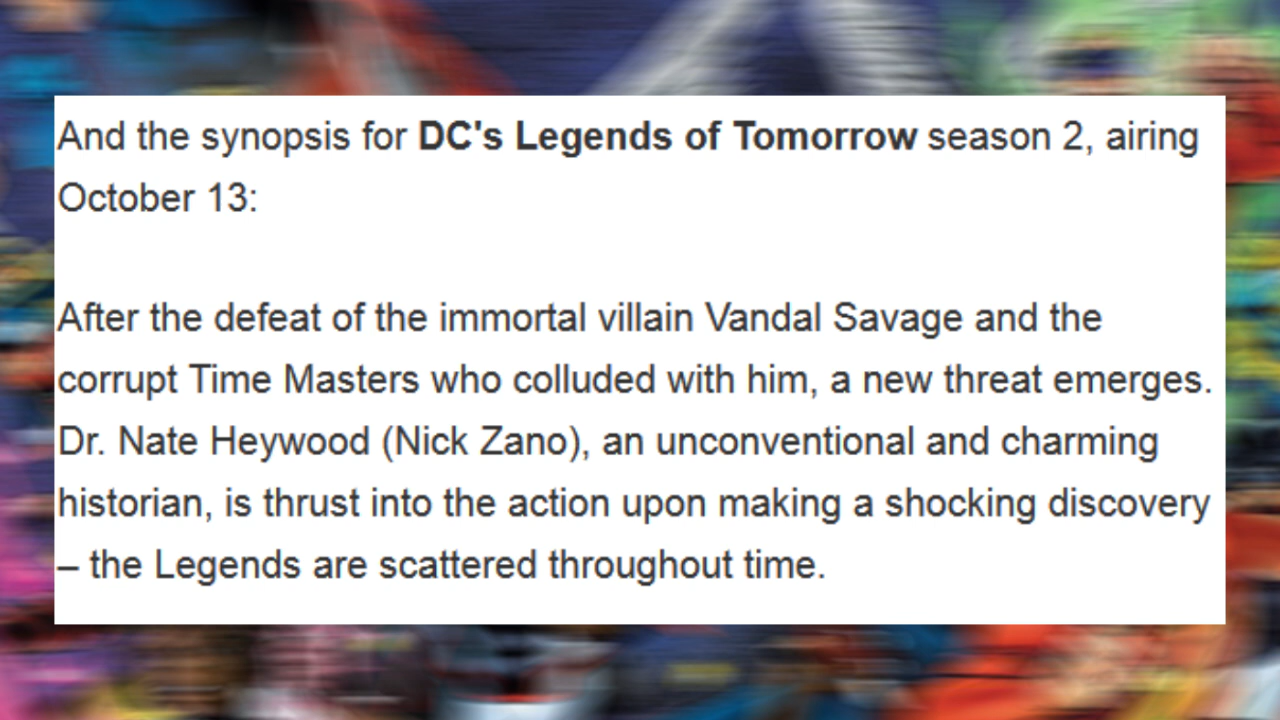 And the synopsis for DC's Legends of Tomorrow season 2, airing
October 13:
After the defeat of the immortal villain Vandal Savage and the
corrupt Time Masters who colluded with him, a new threat emerges.
Dr. Nate Heywood (Nick Zano), an unconventional and charming
historian, is thrust into the action upon making a shocking discovery
– the Legends are scattered throughout time.